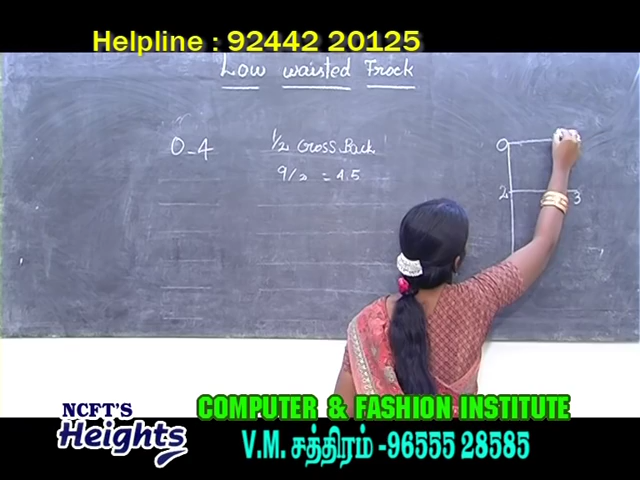 Helpline : 92442 20125
Low waisted Frock
0-4 1/2 Cross Back
9/2 = 4.5
0
2 3
NCFT'S
Heights
COMPUTER & FASHION INSTITUTE
V.M. சத்திரம் -96555 28585